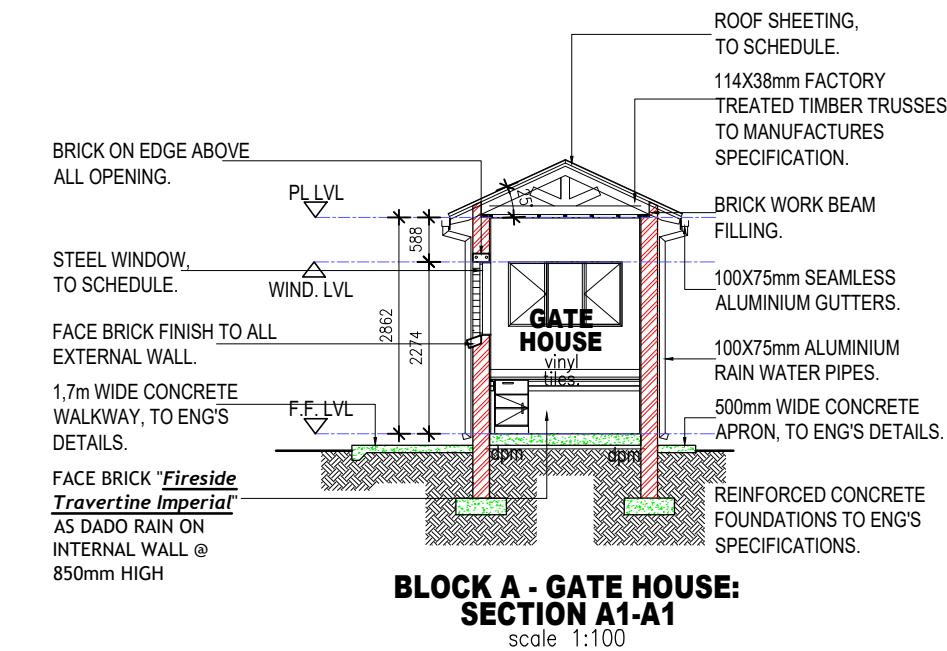 ROOF SHEETING,
TO SCHEDULE.
114X38mm FACTORY
TREATED TIMBER TRUSSES
TO MANUFACTURES
SPECIFICATION.
BRICK WORK BEAM
FILLING.
100X75mm SEAMLESS
ALUMINIUM GUTTERS.
100X75mm ALUMINIUM
RAIN WATER PIPES.
500mm WIDE CONCRETE
APRON, TO ENG'S DETAILS.
REINFORCED CONCRETE
FOUNDATIONS TO ENG'S
SPECIFICATIONS.
BRICK ON EDGE ABOVE
ALL OPENING.
PL LVL
STEEL WINDOW,
TO SCHEDULE.
WIND. LVL
FACE BRICK FINISH TO ALL
EXTERNAL WALL.
1,7m WIDE CONCRETE
WALKWAY, TO ENG'S
DETAILS.
F.F. LVL
FACE BRICK "Fireside
Travertine Imperial"
AS DADO RAIN ON
INTERNAL WALL @
850mm HIGH
25°
588
2862
2274
GATE
HOUSE
vinyl
tiles.
dpm
dpm
BLOCK A - GATE HOUSE:
SECTION A1-A1
scale 1:100